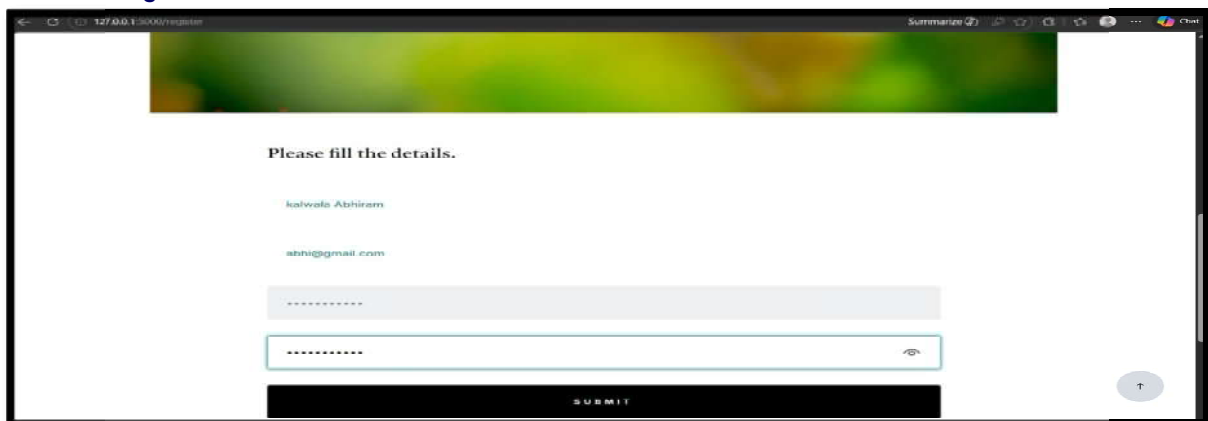 127.0.0.1:5000/register Summarize Chat
Please fill the details.
kalwala Abhiram
abhi@gmail.com
•••••••••••
•••••••••••
SUBMIT